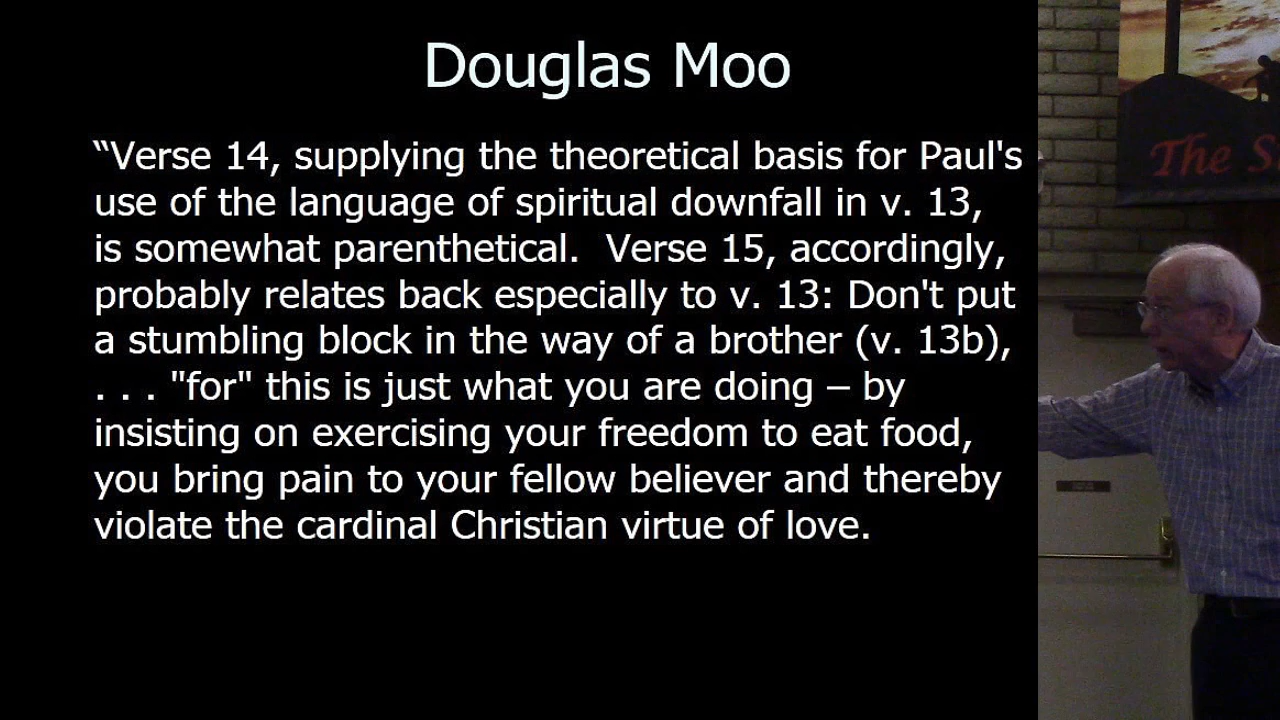 Douglas Moo
“Verse 14, supplying the theoretical basis for Paul's
use of the language of spiritual downfall in v. 13,
is somewhat parenthetical.  Verse 15, accordingly,
probably relates back especially to v. 13: Don't put
a stumbling block in the way of a brother (v. 13b),
. . . "for" this is just what you are doing – by
insisting on exercising your freedom to eat food,
you bring pain to your fellow believer and thereby
violate the cardinal Christian virtue of love.
The S